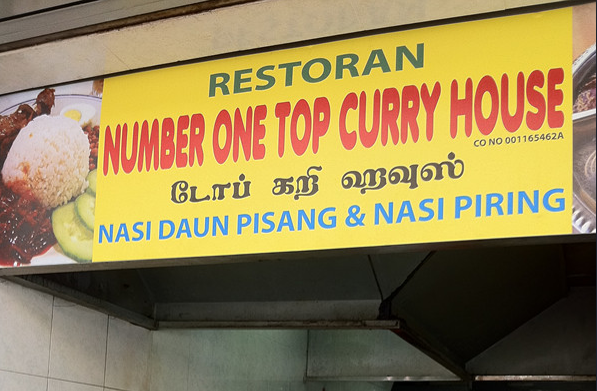 RESTORAN
NUMBER ONE TOP CURRY HOUSE
CO NO 001165462A
டோப் கறி ஹவுஸ்
NASI DAUN PISANG & NASI PIRING